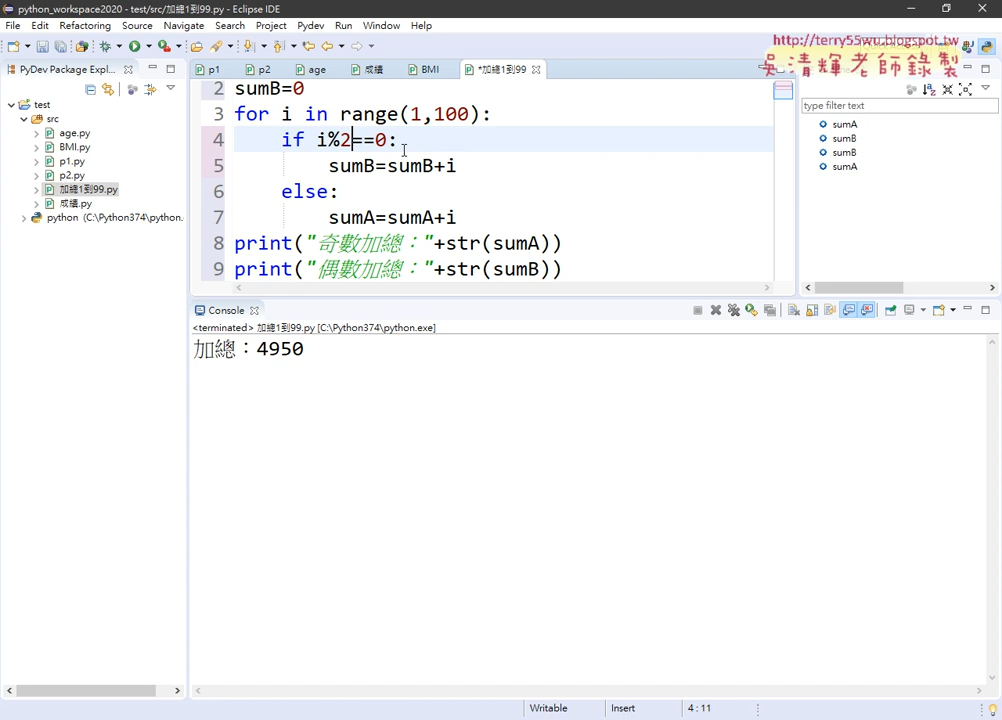 python_workspace2020 - test/src/加總1到99.py - Eclipse IDE
File Edit Refactoring Source Navigate Search Project Pydev Run Window Help
http://terry55wu.blogspot.tw
吳清輝老師錄製
PyDev Package Expl...
p1 p2 age 成績 BMI *加總1到99
test
src
age.py
BMI.py
p1.py
p2.py
加總1到99.py
成績.py
python (C:\Python374\python.
2 sumB=0
3 for i in range(1,100):
4 if i%2==0:
5 sumB=sumB+i
6 else:
7 sumA=sumA+i
8 print("奇數加總："+str(sumA))
9 print("偶數加總："+str(sumB))
type filter text
sumA
sumB
sumB
sumA
Console
<terminated> 加總1到99.py [C:\Python374\python.exe]
加總：4950
Writable Insert 4 : 11